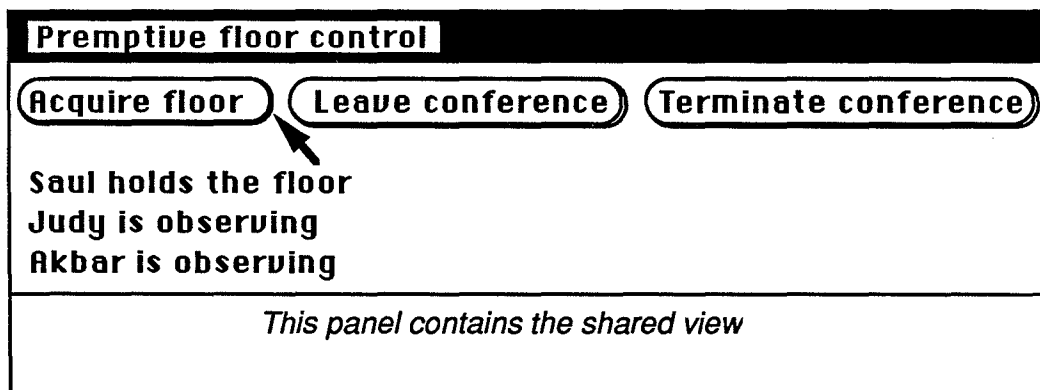 Premptive floor control
Acquire floor Leave conference Terminate conference
Saul holds the floor
Judy is observing
Akbar is observing
This panel contains the shared view